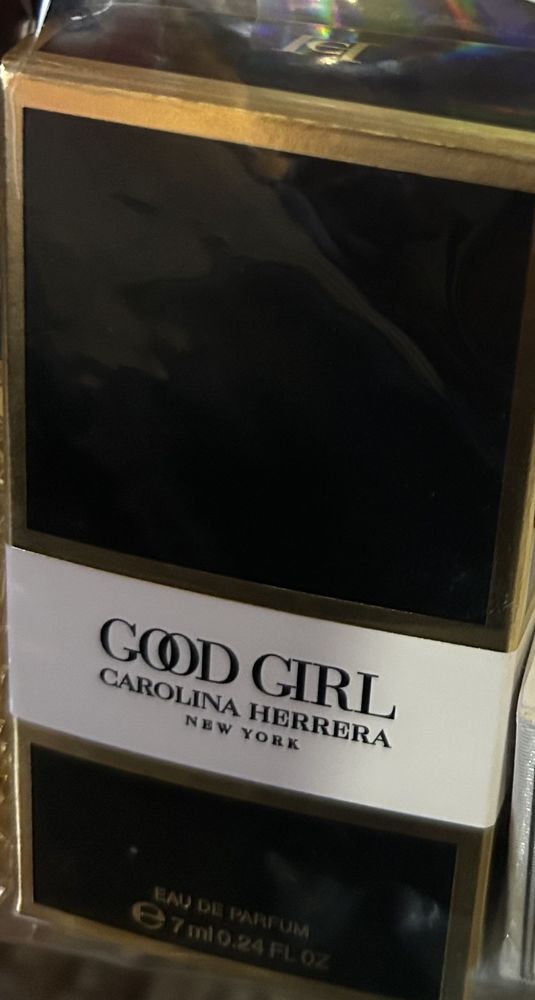 GOOD GIRL
CAROLINA HERRERA
NEW YORK
EAU DE PARFUM
℮ 7 ml 0.24 FL OZ